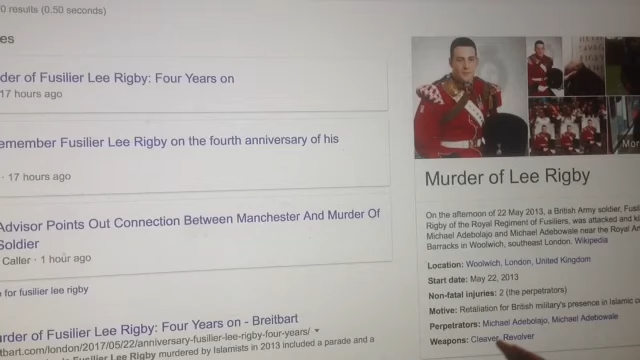 0 results (0.50 seconds)
es
der of Fusilier Lee Rigby: Four Years on
17 hours ago
emember Fusilier Lee Rigby on the fourth anniversary of his
· 17 hours ago
Advisor Points Out Connection Between Manchester And Murder Of
Soldier
Caller · 1 hour ago
e for fusilier lee rigby
urder of Fusilier Lee Rigby: Four Years on - Breitbart
tbart.com/london/2017/05/22/anniversary-fusilier-lee-rigby-four-years/
Lee Rigby murdered by Islamists in 2013 included a parade and a
Mor
Murder of Lee Rigby
On the afternoon of 22 May 2013, a British Army soldier, Fusil
Rigby of the Royal Regiment of Fusiliers, was attacked and ki
Michael Adebolajo and Michael Adebowale near the Royal Ar
Barracks in Woolwich, southeast London. Wikipedia
Location: Woolwich, London, United Kingdom
Start date: May 22, 2013
Non-fatal injuries: 2 (the perpetrators)
Motive: Retaliation for British military's presence in Islamic co
Perpetrators: Michael Adebolajo, Michael Adebowale
Weapons: Cleaver, Revolver